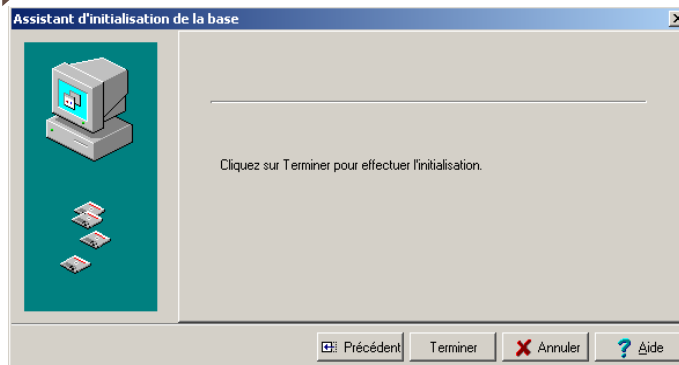 Assistant d'initialisation de la base
Cliquez sur Terminer pour effectuer l'initialisation.
Précédent Terminer Annuler Aide